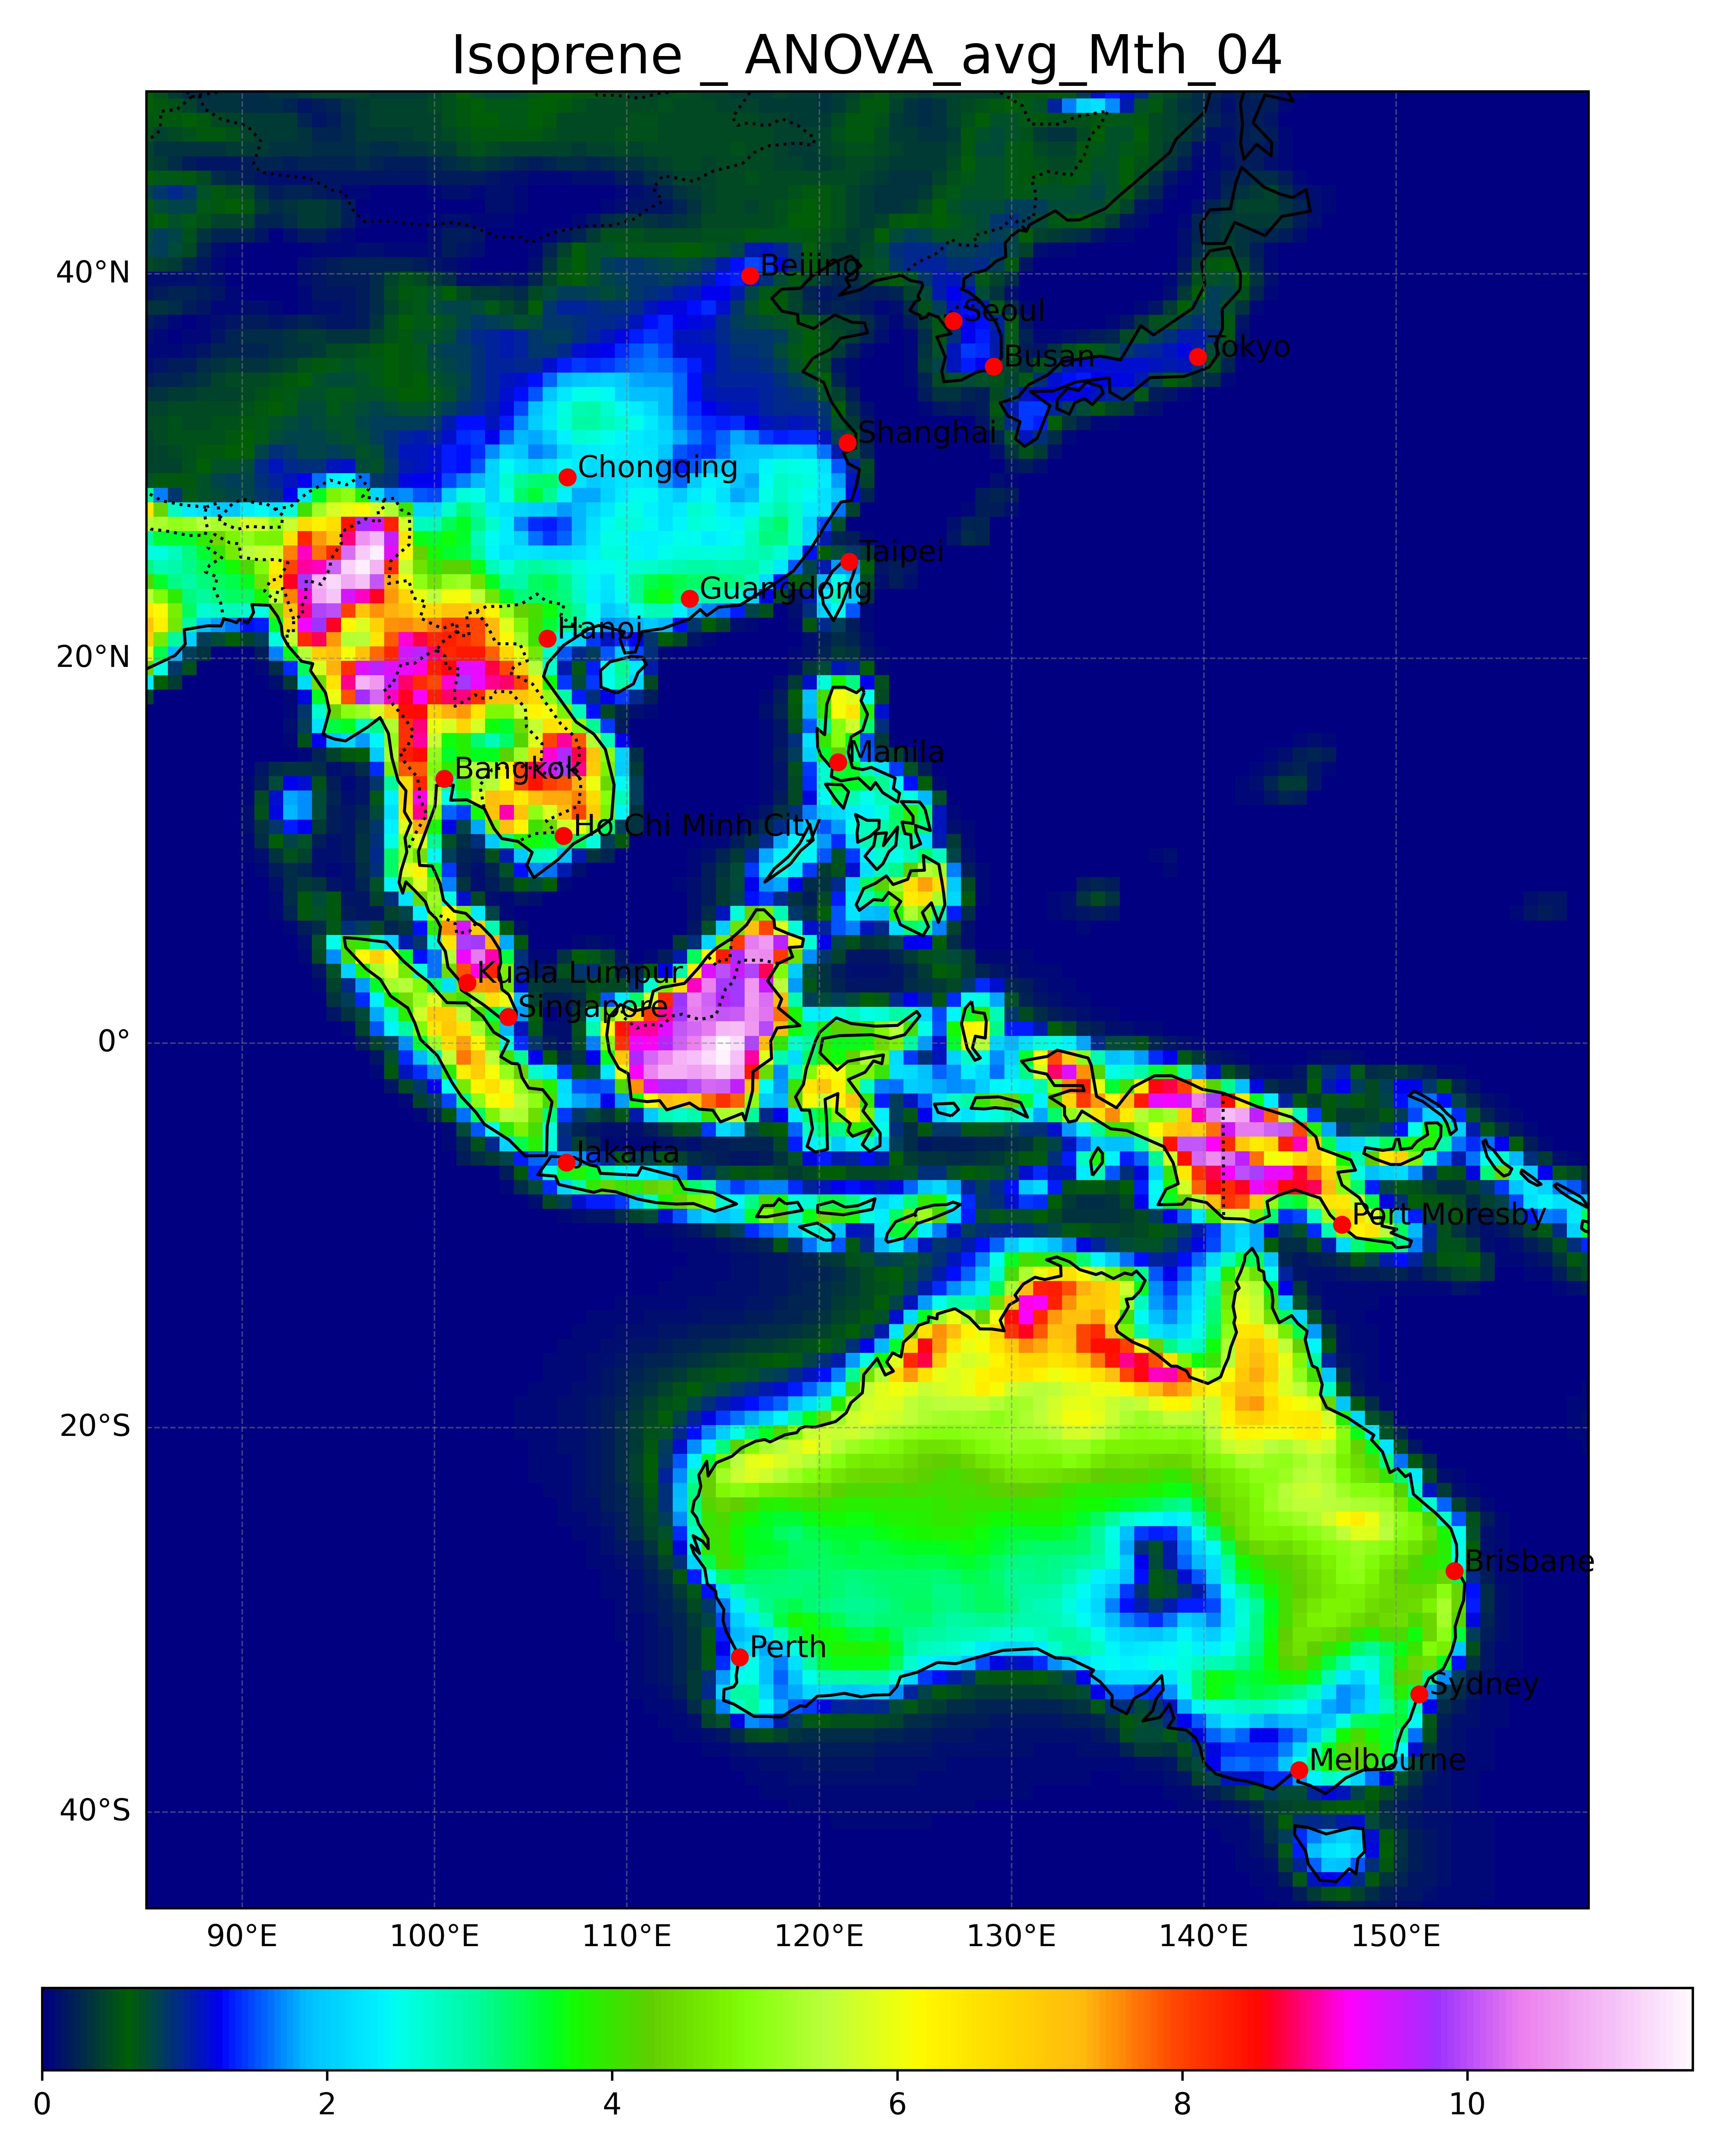 Isoprene _ ANOVA_avg_Mth_04
40°N
20°N
0°
20°S
40°S
Beijing
Seoul
Busan
Tokyo
Shanghai
Chongqing
Taipei
Guangdong
Hanoi
Manila
Bangkok
Ho Chi Minh City
Kuala Lumpur
Singapore
Jakarta
Port Moresby
Brisbane
Perth
Sydney
Melbourne
90°E 100°E 110°E 120°E 130°E 140°E 150°E
0 2 4 6 8 10